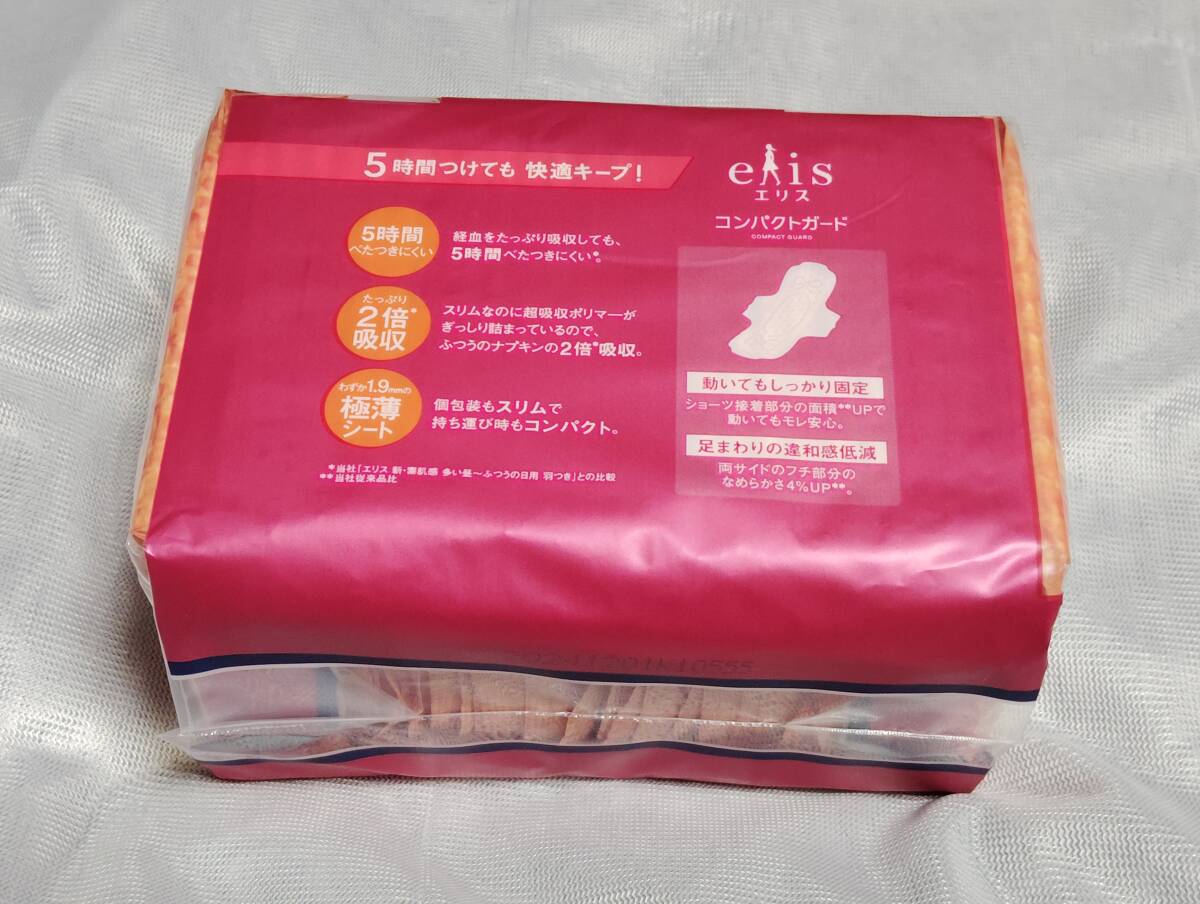 5時間つけても 快適キープ!
elis
エリス
コンパクトガード
COMPACT GUARD
5時間
べたつきにくい
経血をたっぷり吸収しても、
5時間べたつきにくい*。
たっぷり
2倍*
吸収
スリムなのに超吸収ポリマーが
ぎっしり詰まっているので、
ふつうのナプキンの2倍*吸収。
わずか1.9mmの
極薄
シート
個包装もスリムで
持ち運び時もコンパクト。
*当社「エリス 新・素肌感 多い昼~ふつうの日用 羽つき」との比較
**当社従来品比
動いてもしっかり固定
ショーツ接着部分の面積**UPで
動いてもモレ安心。
足まわりの違和感低減
両サイドのフチ部分の
なめらかさ4%UP**。